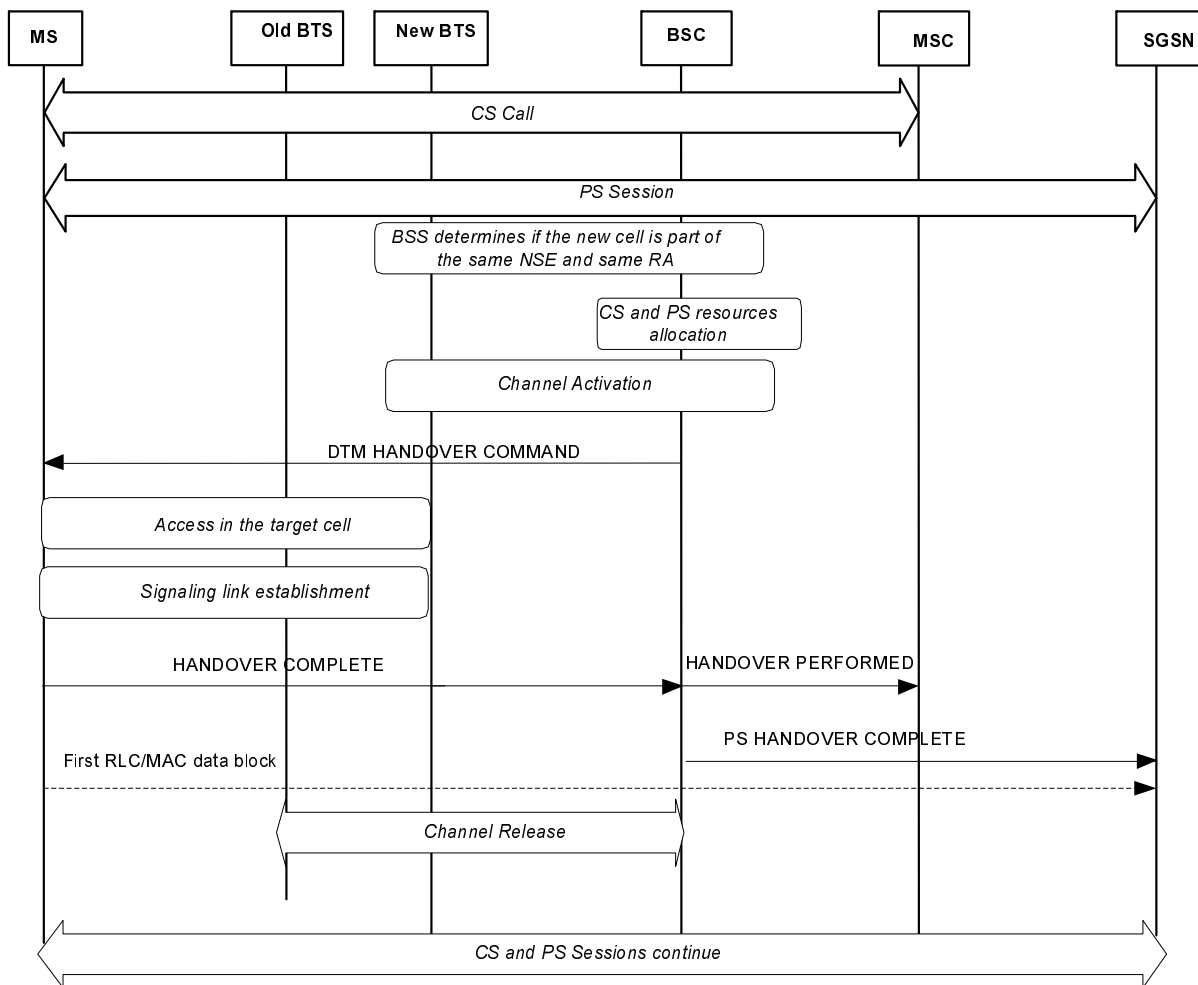 MS
Old BTS
New BTS
BSC
MSC
SGSN
CS Call
PS Session
BSS determines if the new cell is part of
the same NSE and same RA
CS and PS resources
allocation
Channel Activation
DTM HANDOVER COMMAND
Access in the target cell
Signaling link establishment
HANDOVER COMPLETE
HANDOVER PERFORMED
PS HANDOVER COMPLETE
First RLC/MAC data block
Channel Release
CS and PS Sessions continue